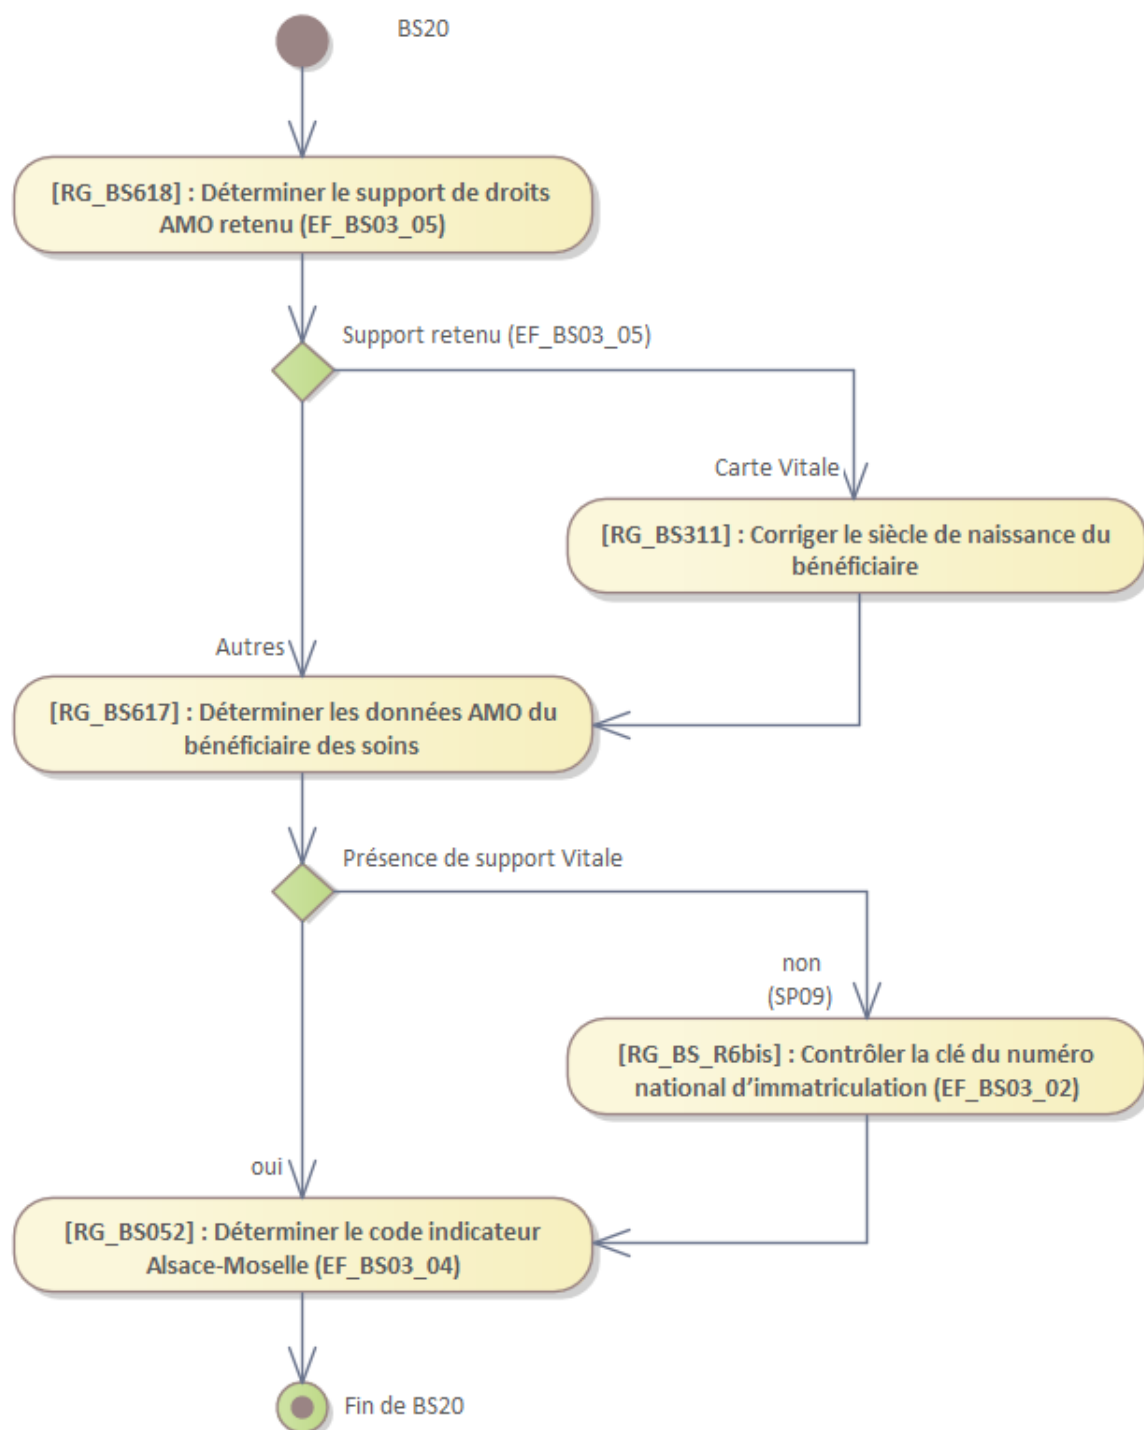 BS20
[RG_BS618] : Déterminer le support de droits
AMO retenu (EF_BS03_05)
Support retenu (EF_BS03_05)
Carte Vitale
[RG_BS311] : Corriger le siècle de naissance du
bénéficiaire
Autres
[RG_BS617] : Déterminer les données AMO du
bénéficiaire des soins
Présence de support Vitale
non
(SP09)
[RG_BS_R6bis] : Contrôler la clé du numéro
national d’immatriculation (EF_BS03_02)
oui
[RG_BS052] : Déterminer le code indicateur
Alsace-Moselle (EF_BS03_04)
Fin de BS20